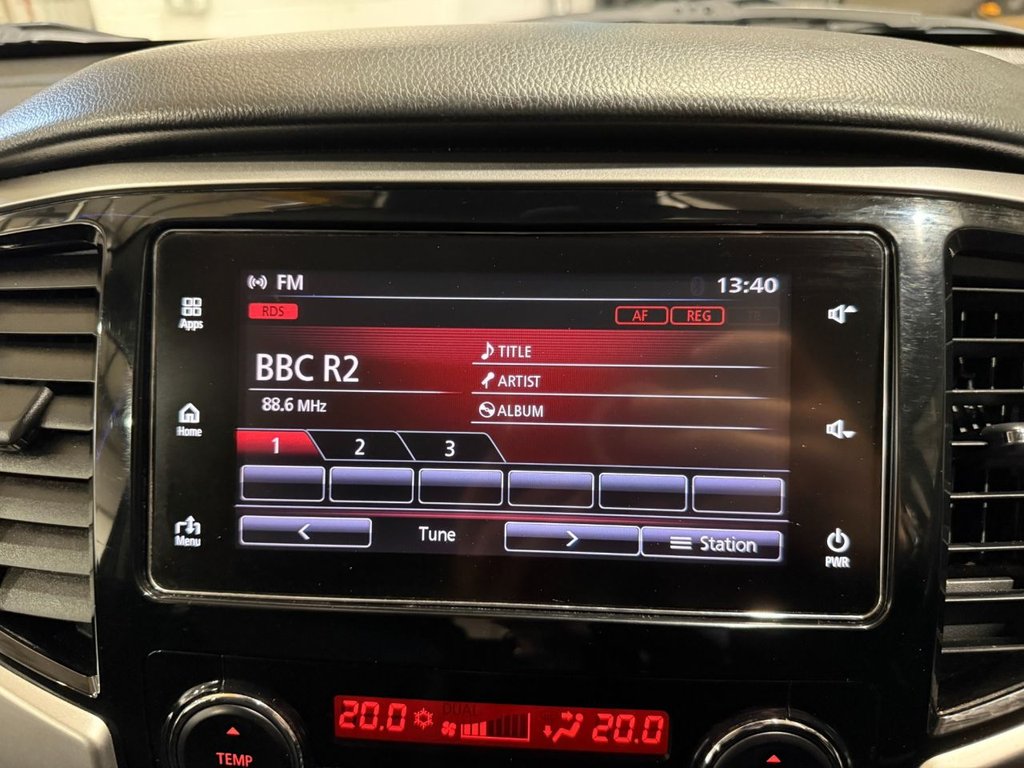 FM 13:40
RDS AF REG
Apps
TITLE
BBC R2
ARTIST
88.6 MHz
ALBUM
Home
1 2 3
< Tune > Station
Menu
PWR
DUAL
20.0 20.0
TEMP